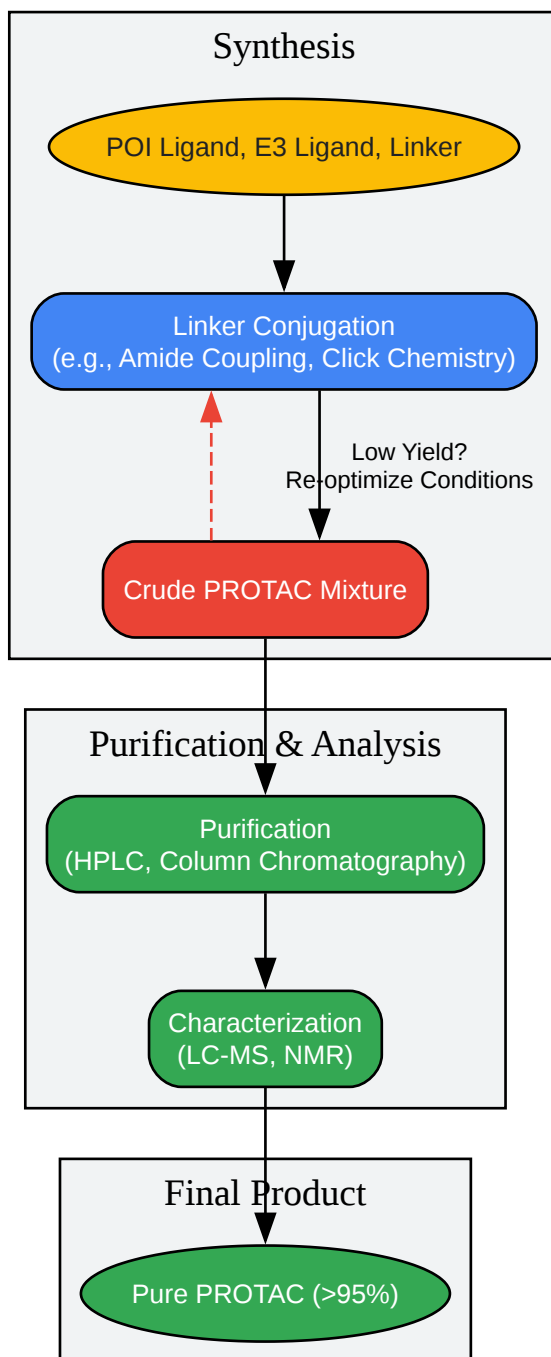 Synthesis
POI Ligand, E3 Ligand, Linker
Linker Conjugation
(e.g., Amide Coupling, Click Chemistry)
Low Yield?
Re-optimize Conditions
Crude PROTAC Mixture
Purification & Analysis
Purification
(HPLC, Column Chromatography)
Characterization
(LC-MS, NMR)
Final Product
Pure PROTAC (>95%)